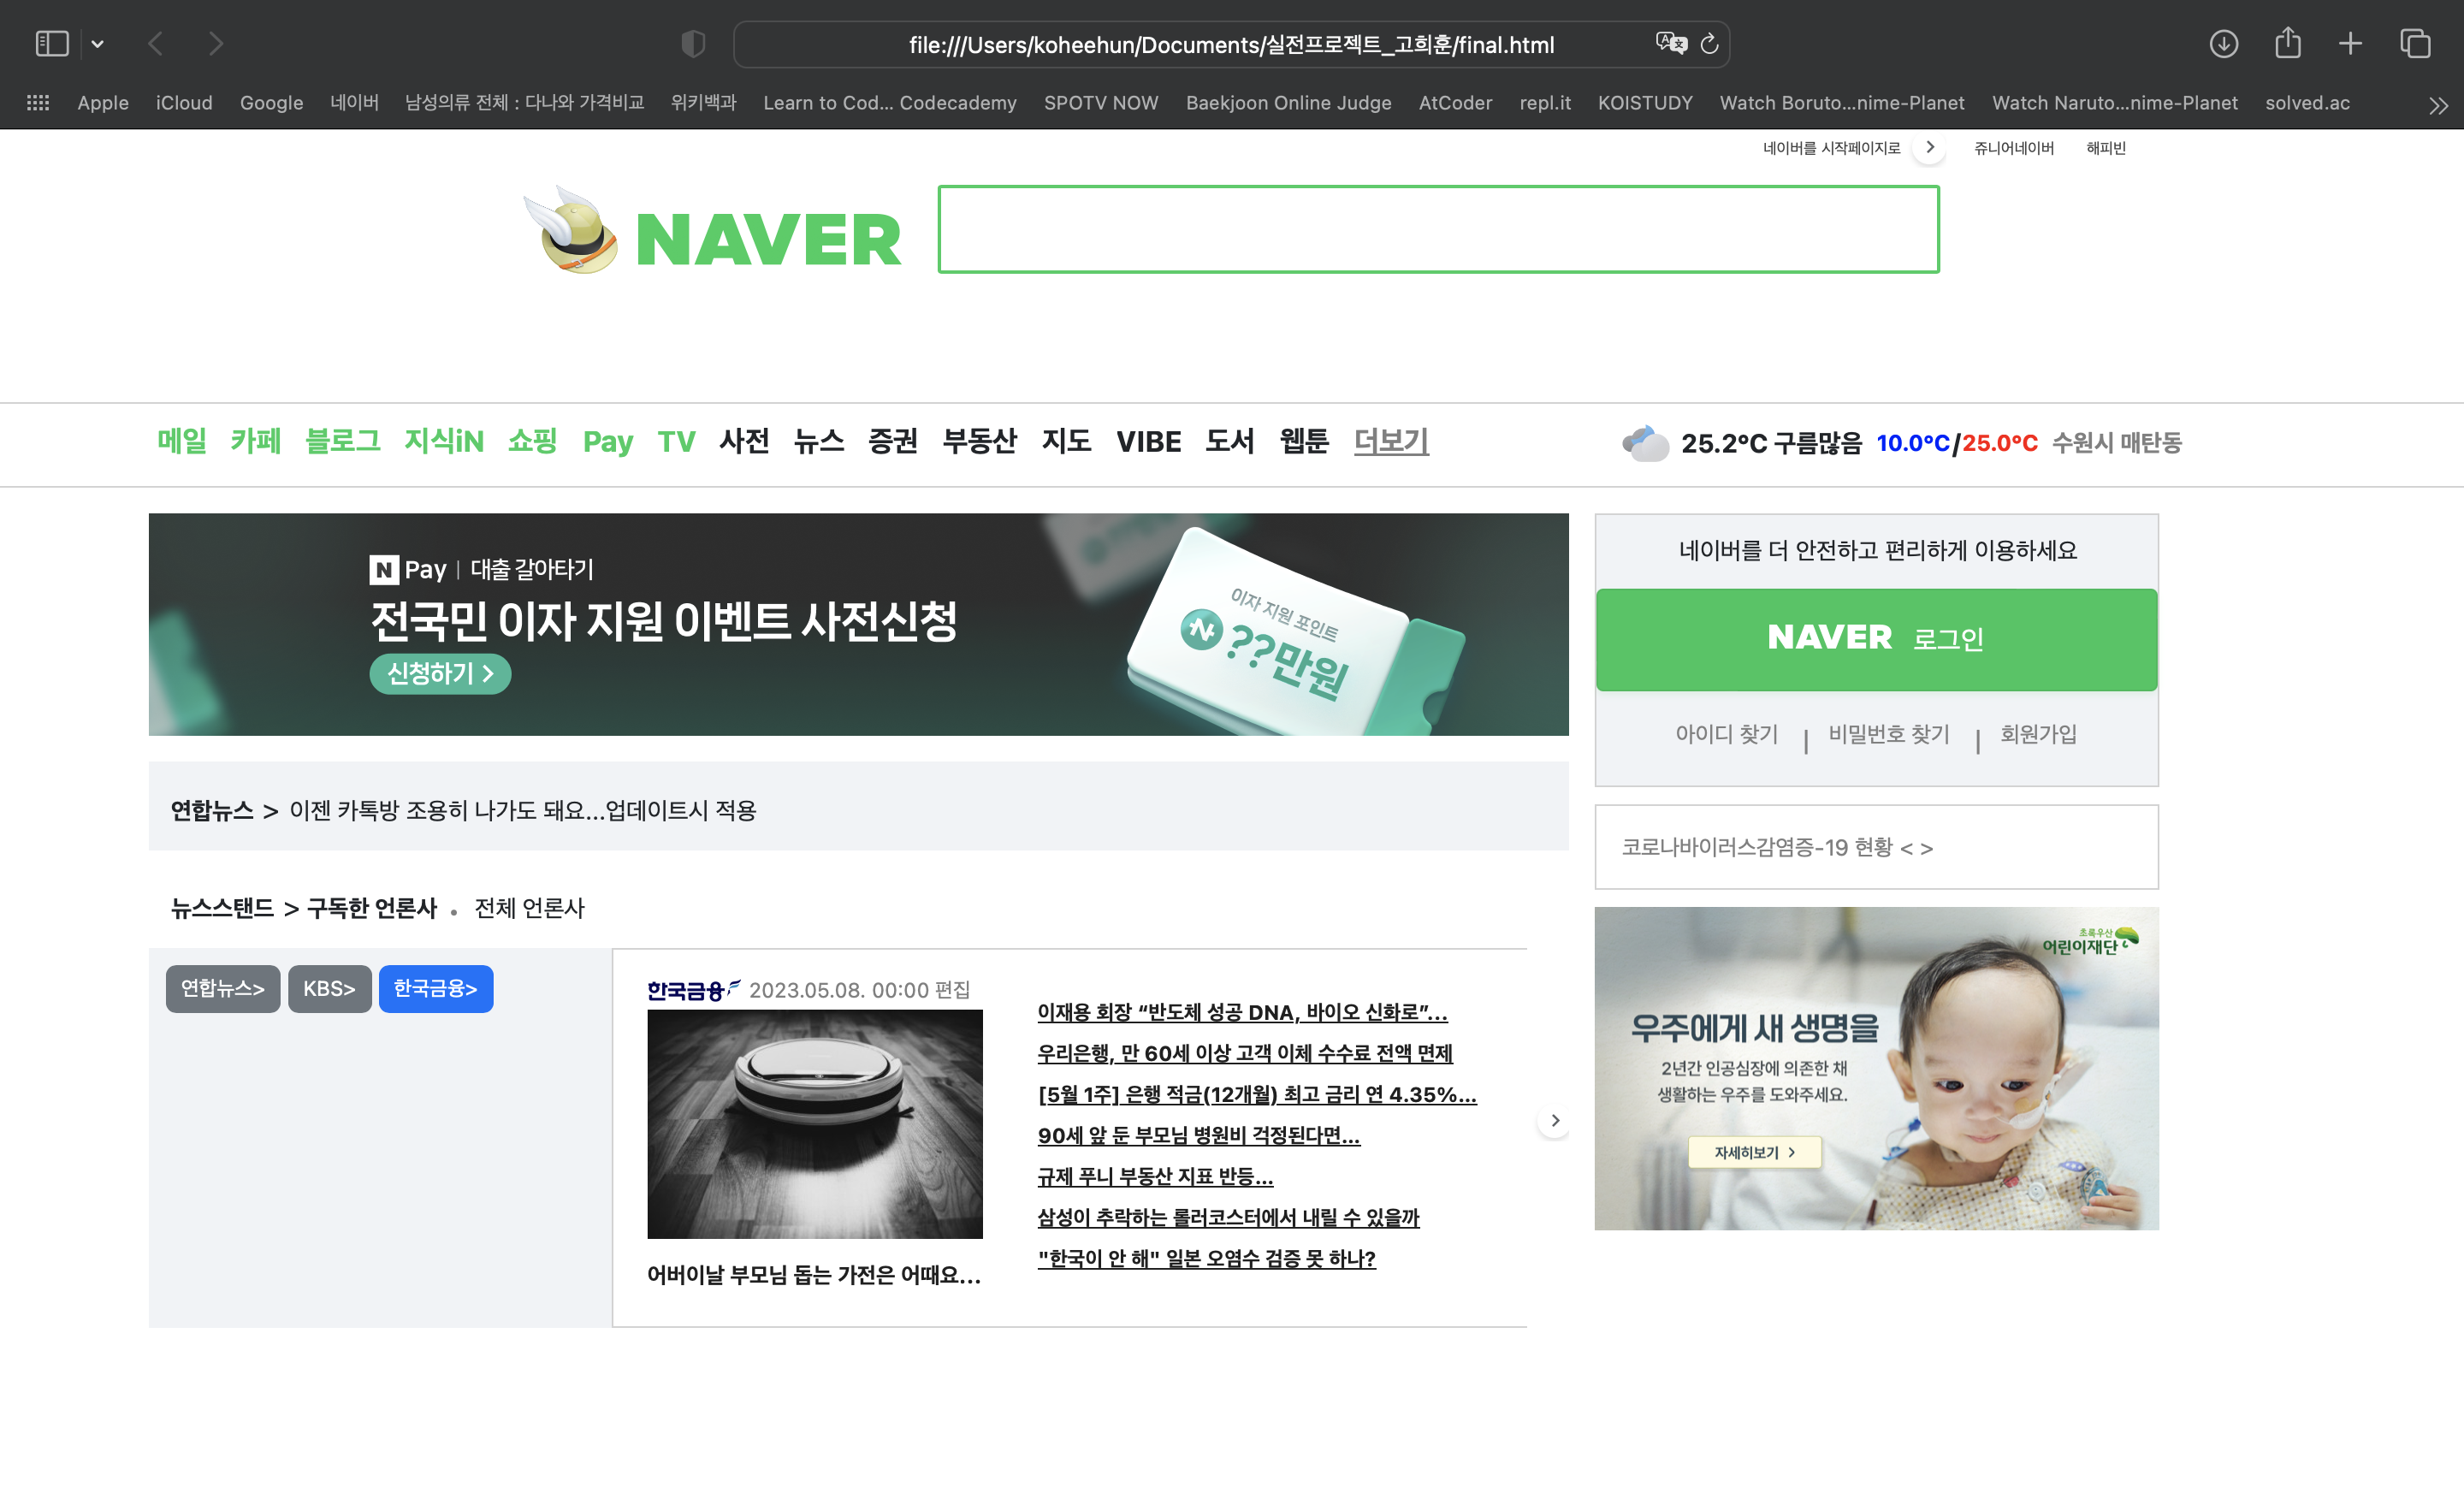 file:///Users/koheehun/Documents/실전프로젝트_고희훈/final.html
Apple iCloud Google 네이버 남성의류 전체 : 다나와 가격비교 위키백과 Learn to Cod... Codecademy SPOTV NOW Baekjoon Online Judge AtCoder repl.it KOISTUDY Watch Boruto...nime-Planet Watch Naruto...nime-Planet solved.ac
네이버를 시작페이지로 쥬니어네이버 해피빈
NAVER
메일 카페 블로그 지식iN 쇼핑 Pay TV 사전 뉴스 증권 부동산 지도 VIBE 도서 웹툰 더보기
25.2°C 구름많음 10.0°C/25.0°C 수원시 매탄동
N Pay | 대출 갈아타기
전국민 이자 지원 이벤트 사전신청
신청하기 >
이자 지원 포인트
??만원
네이버를 더 안전하고 편리하게 이용하세요
NAVER 로그인
아이디 찾기 | 비밀번호 찾기 | 회원가입
연합뉴스 > 이젠 카톡방 조용히 나가도 돼요...업데이트시 적용
코로나바이러스감염증-19 현황 < >
뉴스스탠드 > 구독한 언론사 . 전체 언론사
연합뉴스> KBS> 한국금융>
한국금융 2023.05.08. 00:00 편집
어버이날 부모님 돕는 가전은 어때요...
이재용 회장 “반도체 성공 DNA, 바이오 신화로”...
우리은행, 만 60세 이상 고객 이체 수수료 전액 면제
[5월 1주] 은행 적금(12개월) 최고 금리 연 4.35%...
90세 앞 둔 부모님 병원비 걱정된다면...
규제 푸니 부동산 지표 반등...
삼성이 추락하는 롤러코스터에서 내릴 수 있을까
"한국이 안 해" 일본 오염수 검증 못 하나?
초록우산
어린이재단
우주에게 새 생명을
2년간 인공심장에 의존한 채
생활하는 우주를 도와주세요.
자세히보기 >